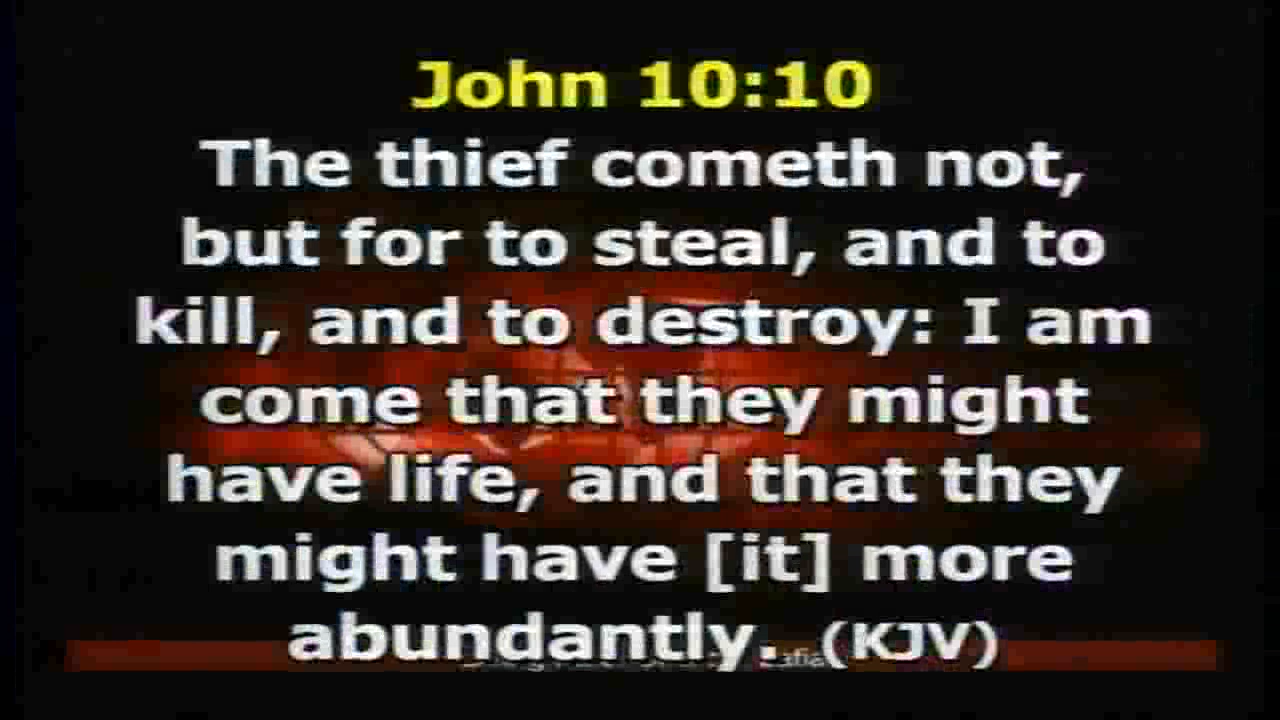 John 10:10
The thief cometh not,
but for to steal, and to
kill, and to destroy: I am
come that they might
have life, and that they
might have [it] more
abundantly. (KJV)